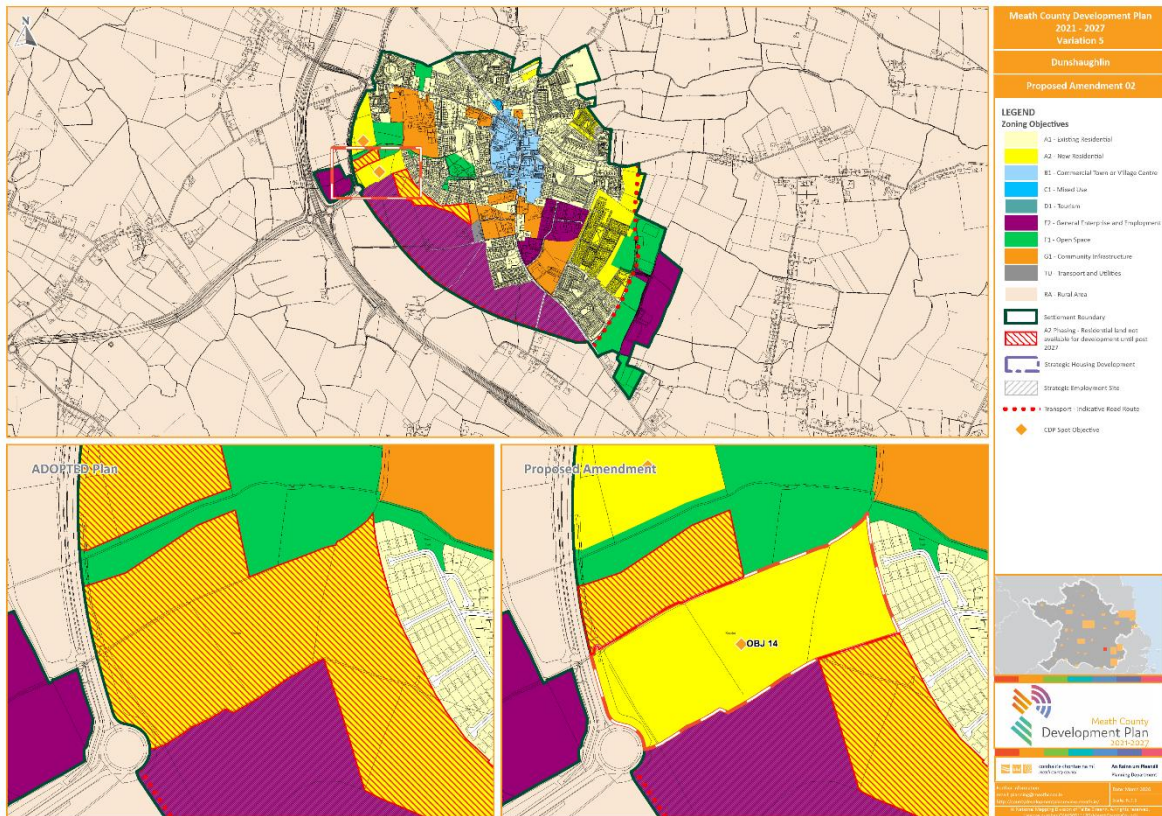 Meath County Development Plan
2021 - 2027
Variation 5
Dunshaughlin
Proposed Amendment 02
LEGEND
Zoning Objectives
A1 - Existing Residential
A2 - New Residential
B1 - Commercial Town or Village Centre
C1 - Mixed Use
D1 - Tourism
E2 - General Enterprise and Employment
F1 - Open Space
G1 - Community Infrastructure
TU - Transport and Utilities
RA - Rural Area
Settlement Boundary
A2 Phasing - Residential land not
available for development until post
2027
Strategic Housing Development
Strategic Employment Site
Transport - Indicative Road Route
CDP Spot Objective
N
ADOPTED Plan
Proposed Amendment
OBJ 14
Meath County
Development Plan
2021-2027
Planning Department